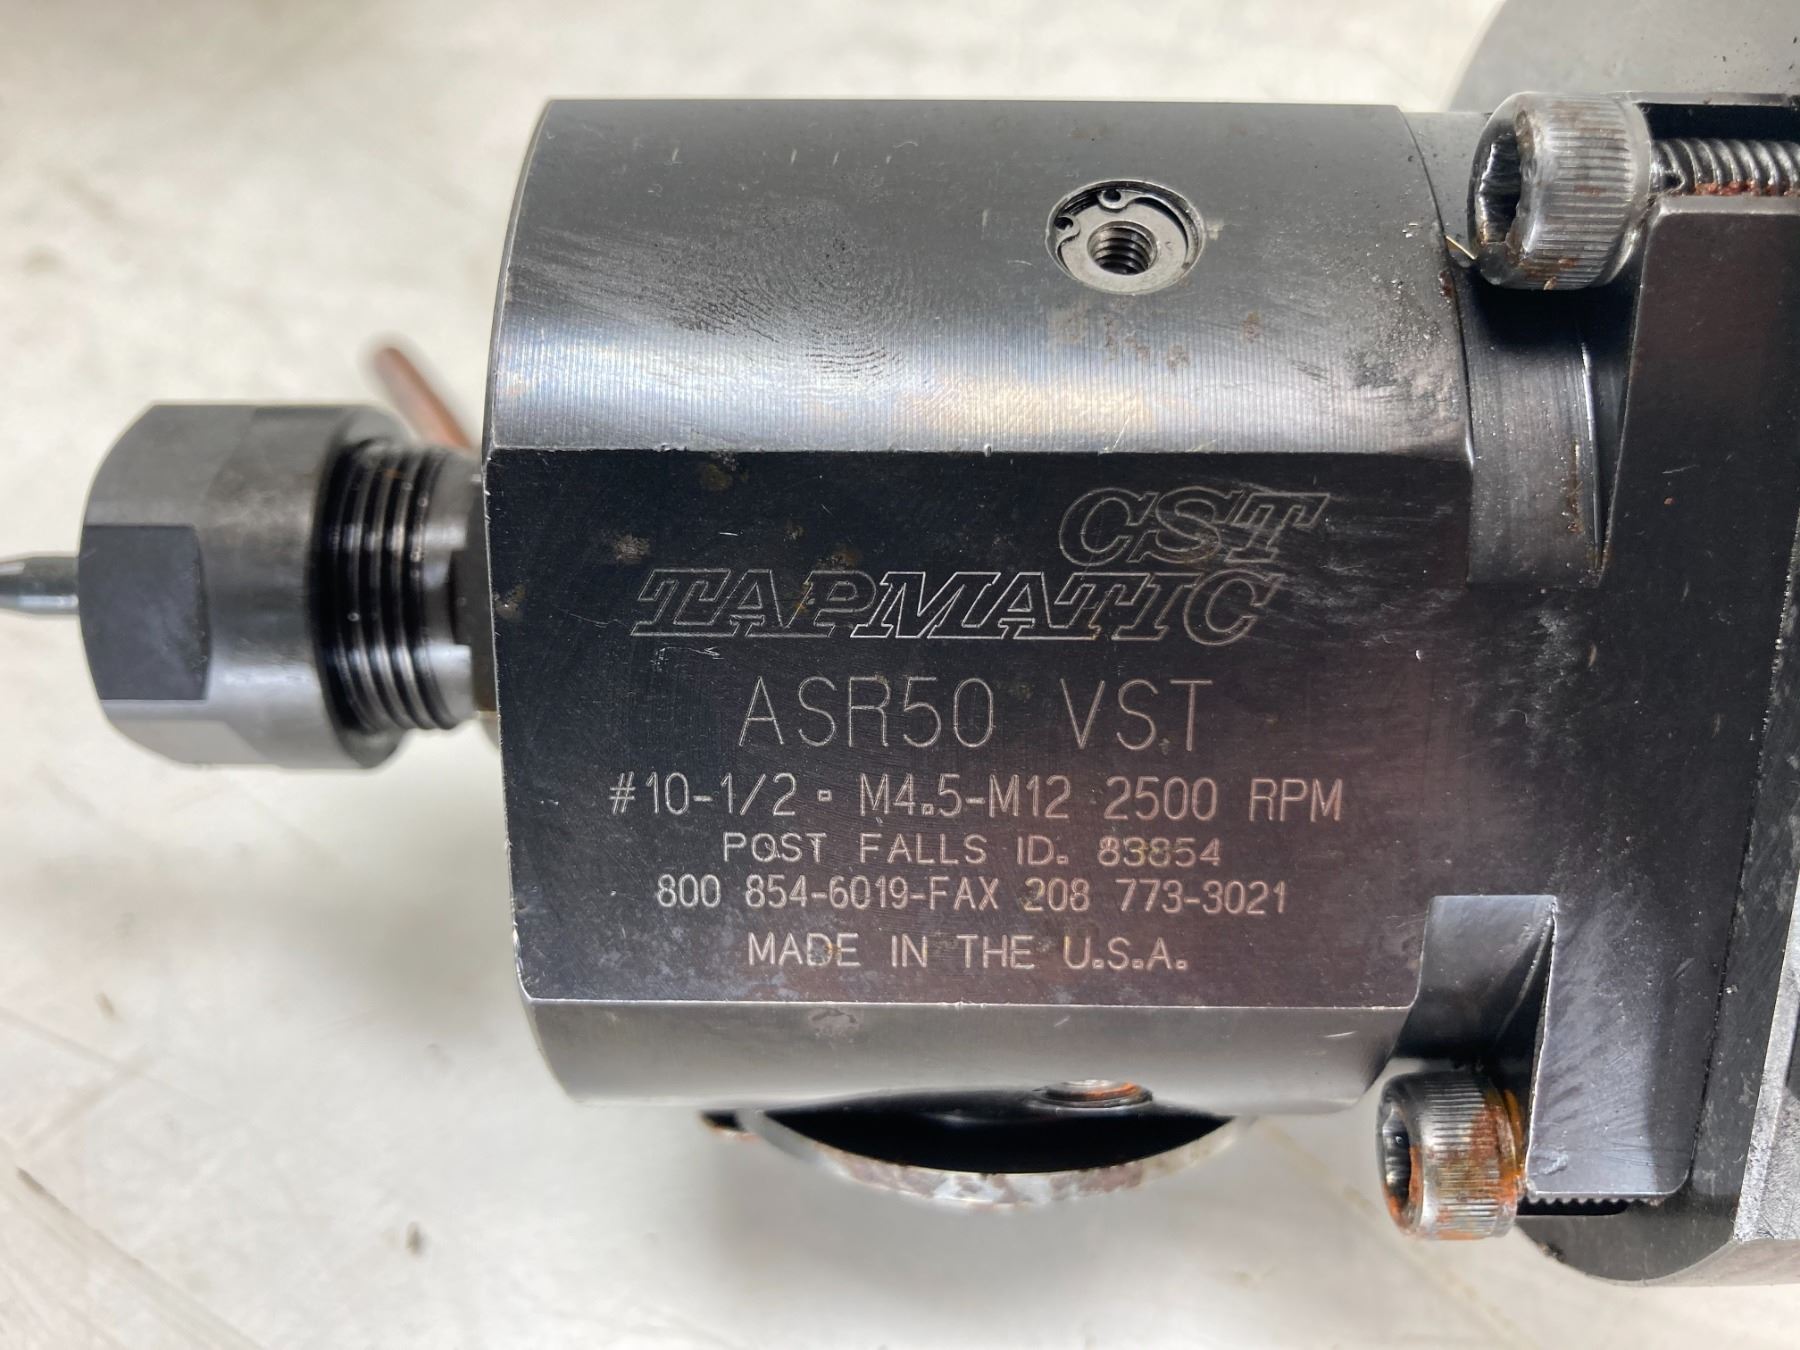 CST
TAPMATIC
ASR50 VST
#10-1/2 • M4.5-M12 2500 RPM
POST FALLS ID. 83854
800 854-6019-FAX 208 773-3021
MADE IN THE U.S.A.